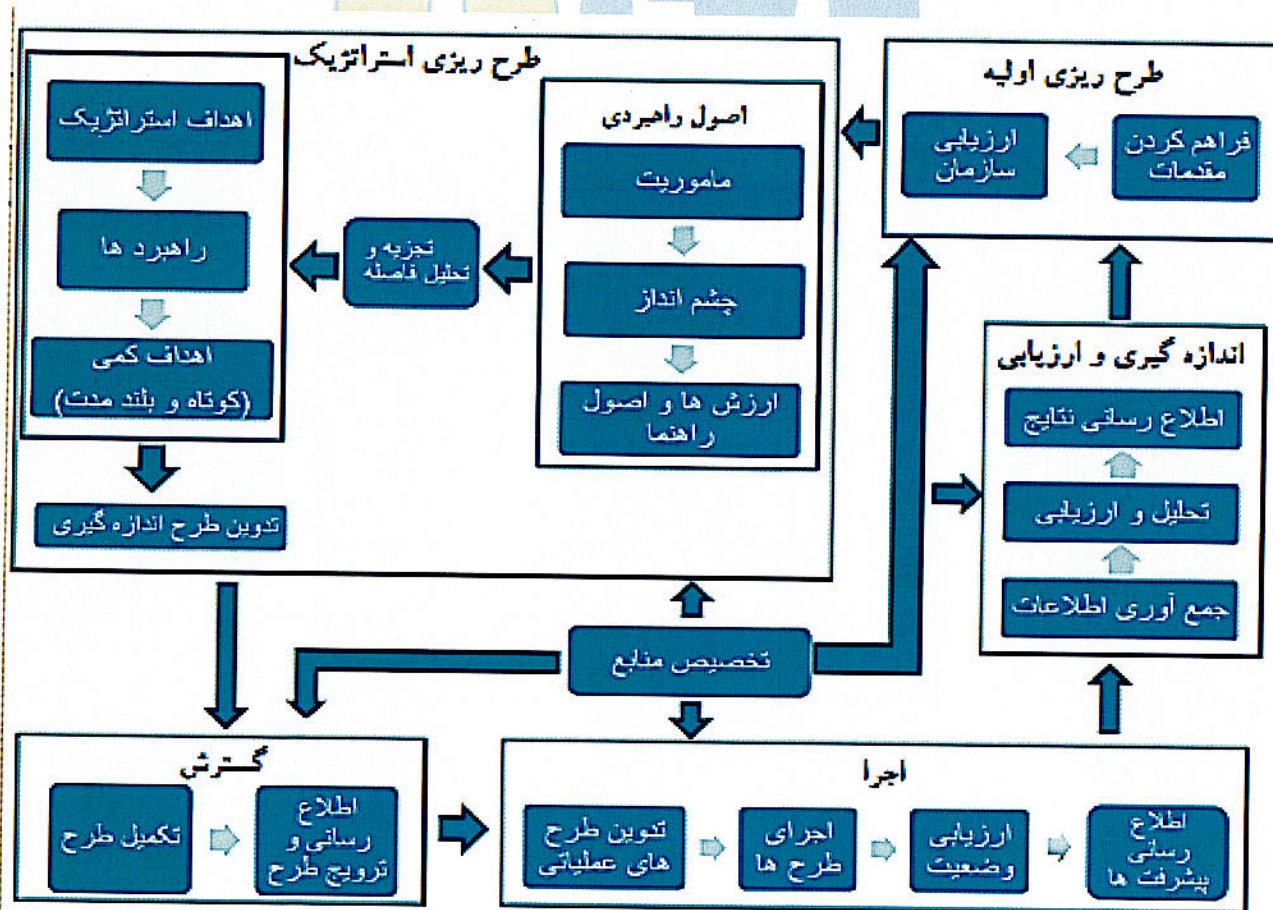 طرح ریزی اولیه
فراهم کردن
مقدمات
ارزیابی
سازمان
طرح ریزی استراتژیک
اصول راهبردی
ماموریت
چشم انداز
ارزش ها و اصول
راهنما
تجزیه و
تحلیل فاصله
اهداف استراتژیک
راهبرد ها
اهداف کمی
(کوتاه و بلند مدت)
تدوین طرح اندازه گیری
اندازه گیری و ارزیابی
اطلاع رسانی نتایج
تحلیل و ارزیابی
جمع آوری اطلاعات
تخصیص منابع
گسترش
تکمیل طرح
اطلاع
رسانی و
ترویج طرح
اجرا
تدوین طرح
های عملیاتی
اجرای
طرح ها
ارزیابی
وضعیت
اطلاع
رسانی
پیشرفت ها